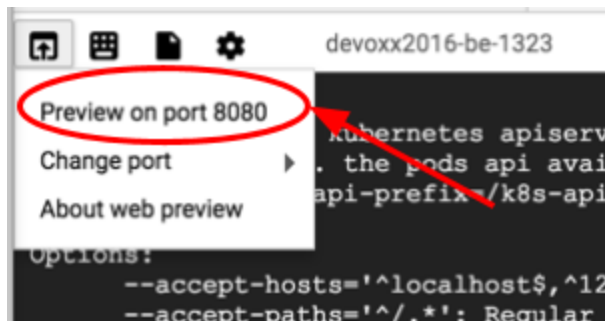 devoxx2016-be-1323
Preview on port 8080
kubernetes apiserv
Change port
. the pods api avai
About web preview
api-prefix=/k8s-api
Options:
--accept-hosts='^localhost$,^12
--accept-paths='^/.*': Regular